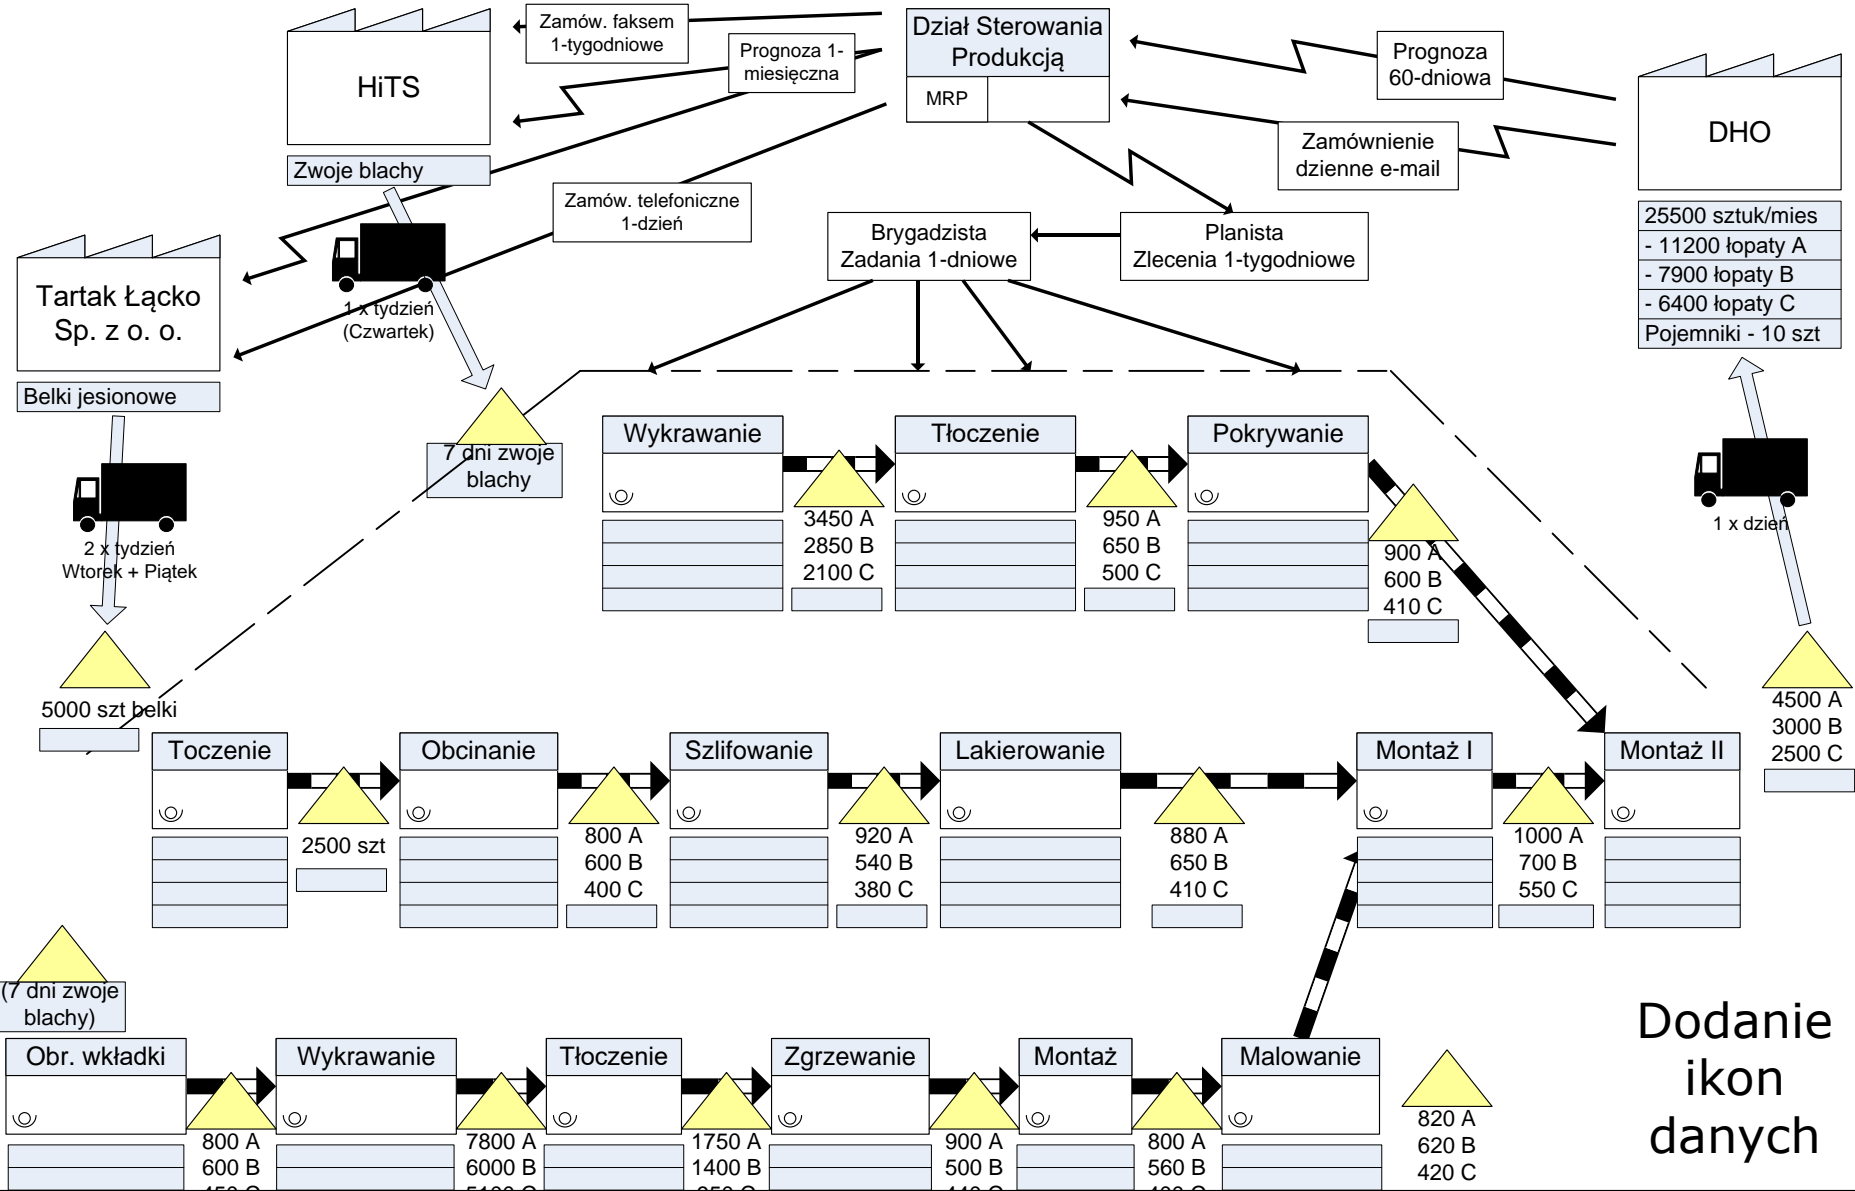 Zamów. faksem
1-tygodniowe
Prognoza 1-
miesięczna
Dział Sterowania
Produkcją
MRP
Prognoza
60-dniowa
Zamównienie
dzienne e-mail
HiTS
Zwoje blachy
DHO
25500 sztuk/mies
- 11200 łopaty A
- 7900 łopaty B
- 6400 łopaty C
Pojemniki - 10 szt
Zamów. telefoniczne
1-dzień
Brygadzista
Zadania 1-dniowe
Planista
Zlecenia 1-tygodniowe
Tartak Łącko
Sp. z o. o.
Belki jesionowe
1 x tydzień
(Czwartek)
7 dni zwoje
blachy
2 x tydzień
Wtorek + Piątek
5000 szt belki
1 x dzień
4500 A
3000 B
2500 C
Wykrawanie
3450 A
2850 B
2100 C
Tłoczenie
950 A
650 B
500 C
Pokrywanie
900 A
600 B
410 C
Toczenie
2500 szt
Obcinanie
800 A
600 B
400 C
Szlifowanie
920 A
540 B
380 C
Lakierowanie
880 A
650 B
410 C
Montaż I
1000 A
700 B
550 C
Montaż II
(7 dni zwoje
blachy)
Obr. wkładki
800 A
600 B
Wykrawanie
7800 A
6000 B
Tłoczenie
1750 A
1400 B
Zgrzewanie
900 A
500 B
Montaż
800 A
560 B
Malowanie
820 A
620 B
420 C
Dodanie
ikon
danych